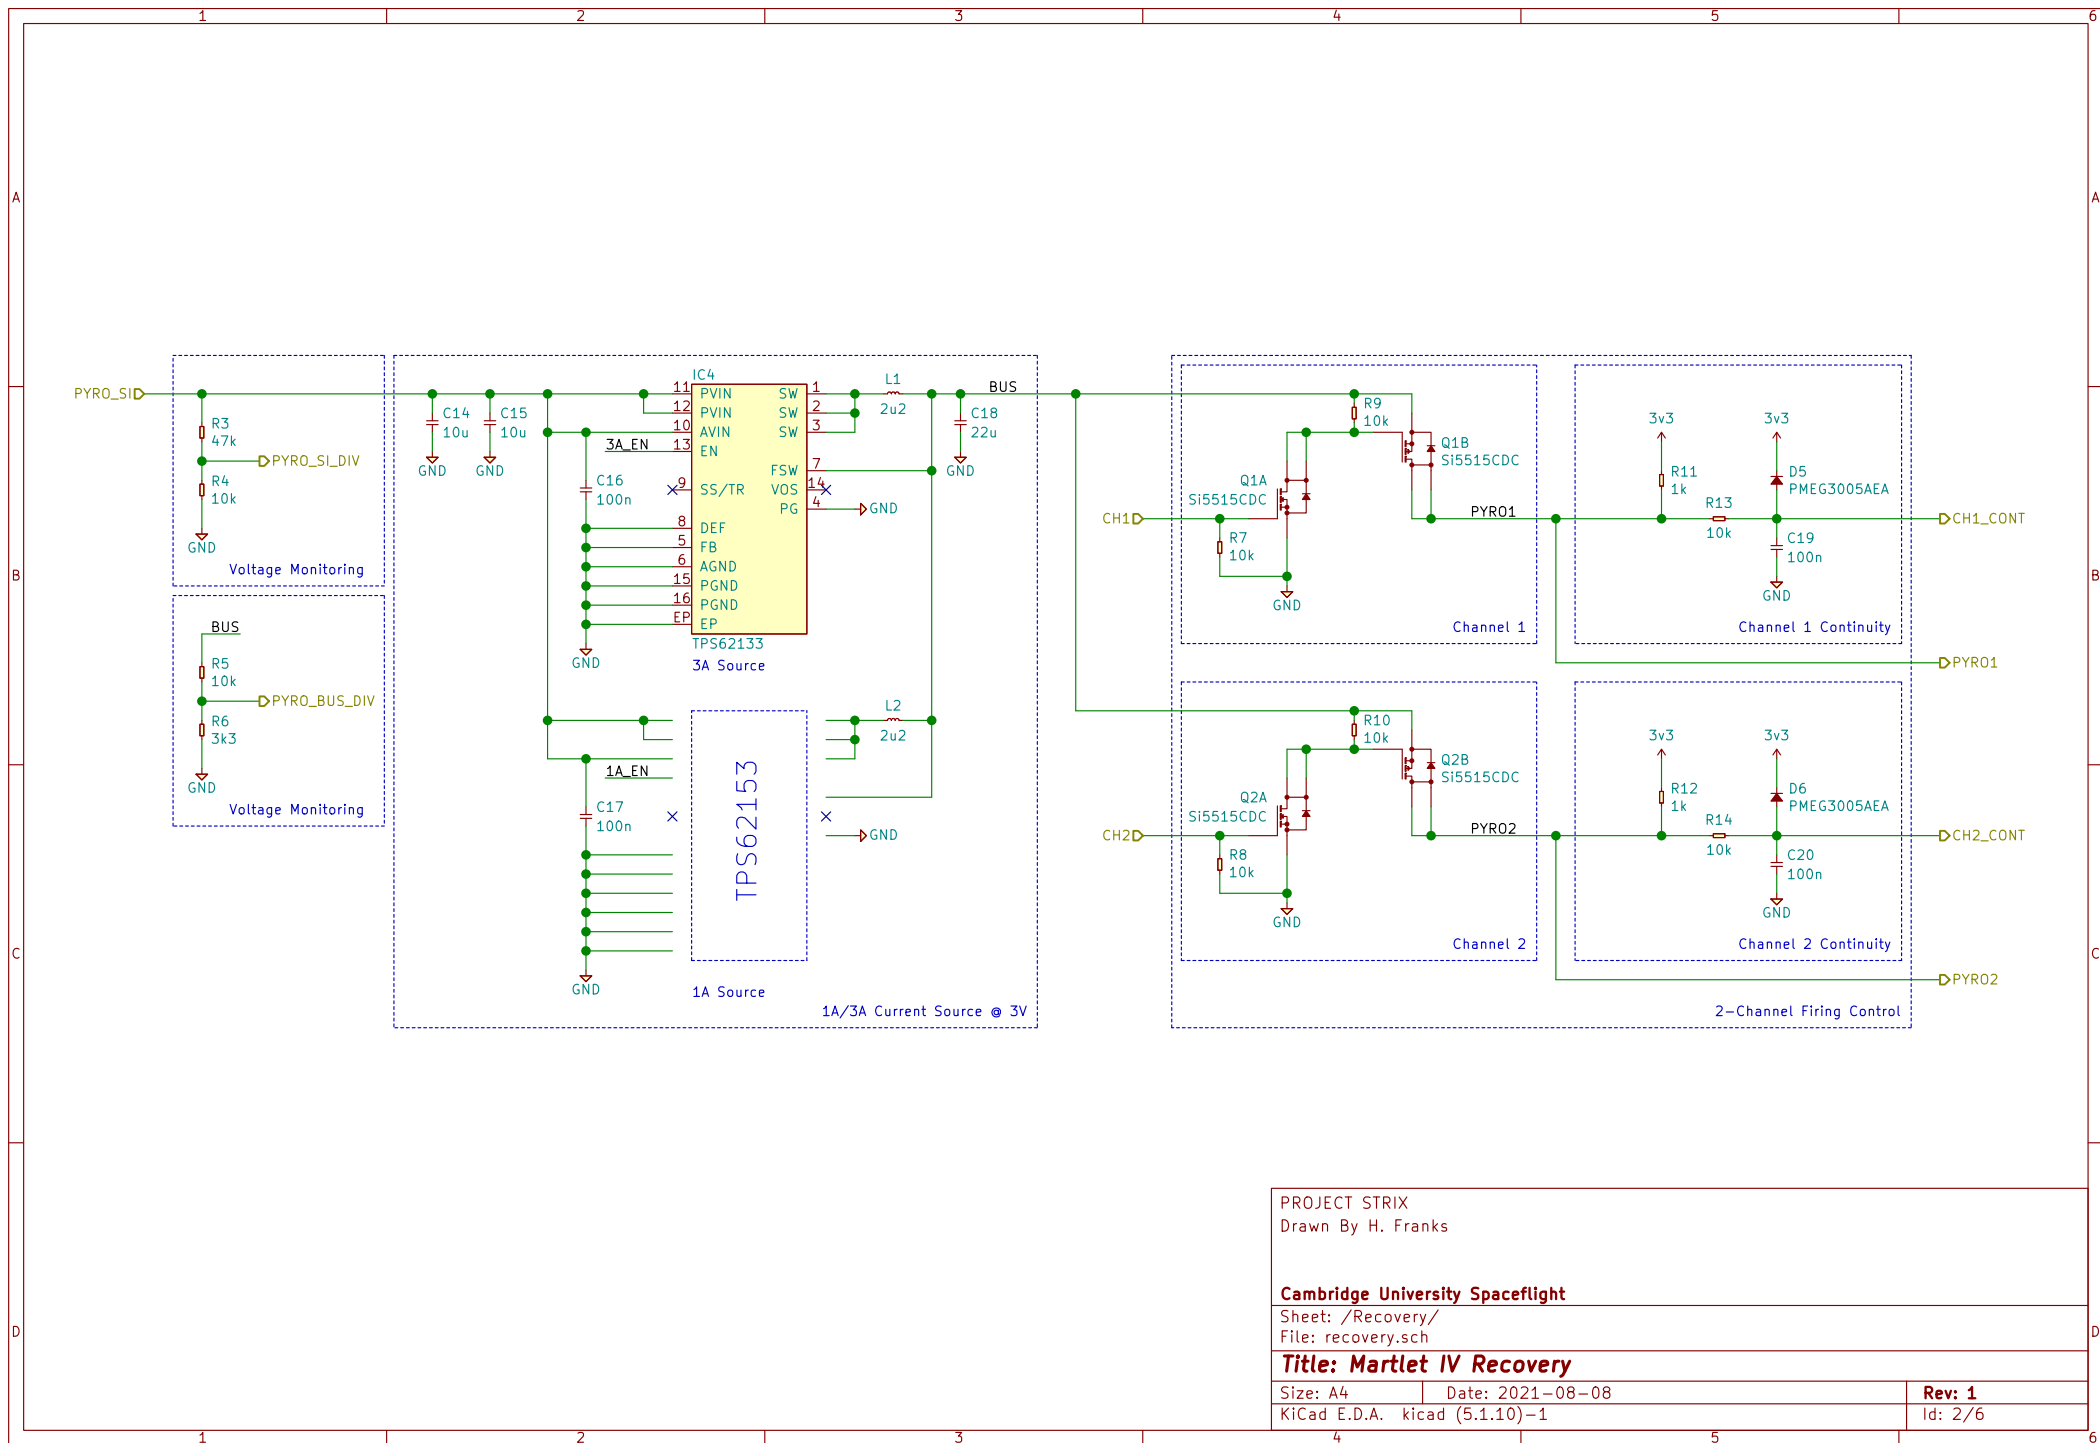 1 2 3 4 5 6
A A
B B
C C
D D
1 2 3 4 5 6
PYRO_SI
R3
47k
PYRO_SI_DIV
R4
10k
GND
Voltage Monitoring
BUS
R5
10k
PYRO_BUS_DIV
R6
3k3
GND
Voltage Monitoring
C14
10u
GND
C15
10u
GND
3A_EN
C16
100n
GND
IC4
11 PVIN
12 PVIN
10 AVIN
13 EN
9 SS/TR
8 DEF
5 FB
6 AGND
15 PGND
16 PGND
EP EP
SW 1
SW 2
SW 3
FSW 7
VOS 14
PG 4
GND
TPS62133
3A Source
L1
2u2
C18
22u
GND
BUS
1A_EN
C17
100n
GND
TPS62153
L2
2u2
GND
1A Source
1A/3A Current Source @ 3V
CH1
R7
10k
Q1A
Si5515CDC
GND
R9
10k
Q1B
Si5515CDC
PYRO1
Channel 1
3v3
R11
1k
R13
10k
3v3
D5
PMEG3005AEA
C19
100n
GND
CH1_CONT
Channel 1 Continuity
PYRO1
CH2
R8
10k
Q2A
Si5515CDC
GND
R10
10k
Q2B
Si5515CDC
PYRO2
Channel 2
3v3
R12
1k
R14
10k
3v3
D6
PMEG3005AEA
C20
100n
GND
CH2_CONT
Channel 2 Continuity
PYRO2
2-Channel Firing Control
PROJECT STRIX
Drawn By H. Franks
Cambridge University Spaceflight
Sheet: /Recovery/
File: recovery.sch
Title: Martlet IV Recovery
Size: A4 Date: 2021-08-08 Rev: 1
KiCad E.D.A. kicad (5.1.10)-1 Id: 2/6